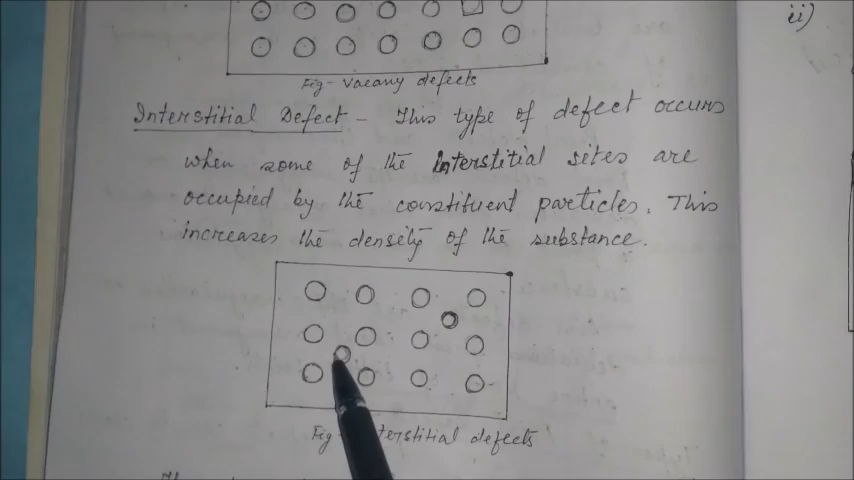 ii)
Fig- Vacany defects
Interstitial Defect - This type of defect occurs
when some of the Interstitial sites are
occupied by the constituent particles. This
increases the density of the substance.
Fig- terstitial defects